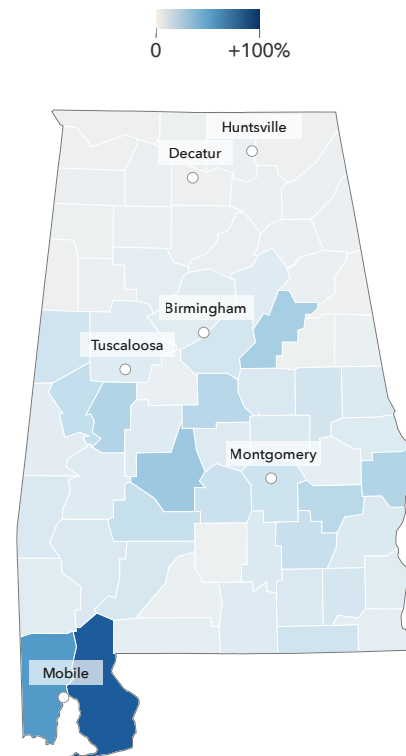 0 +100%
Huntsville
Decatur
Birmingham
Tuscaloosa
Montgomery
Mobile